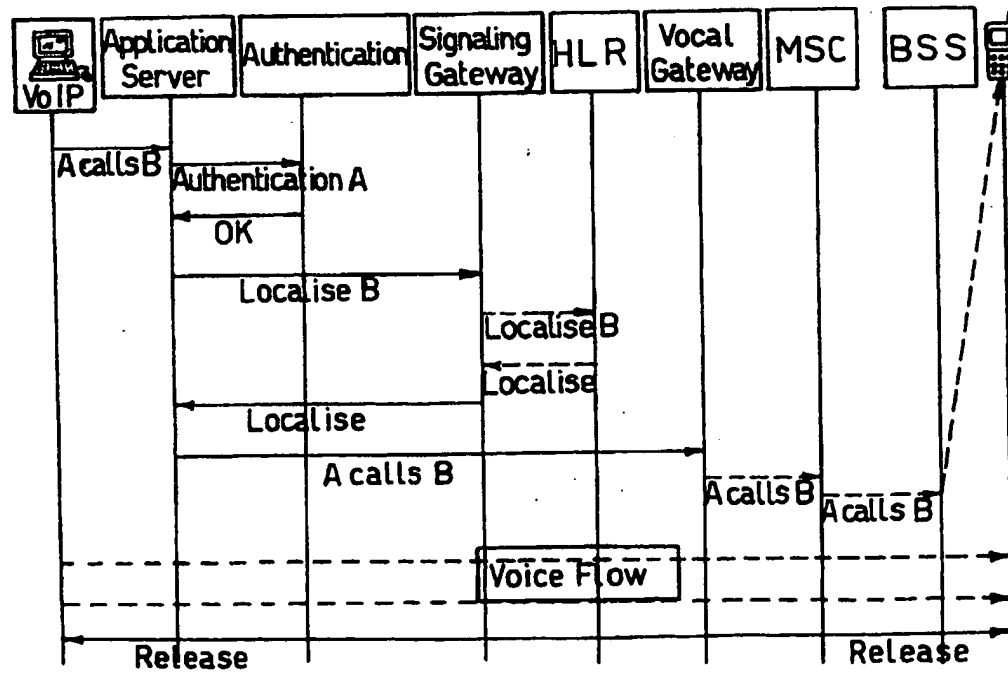 VoIP
Application
Server
Authentication
Signaling
Gateway
HLR
Vocal
Gateway
MSC
BSS
A calls B
Authentication A
OK
Localise B
Localise B
Localise
Localise
A calls B
A calls B
A calls B
Voice Flow
Release
Release